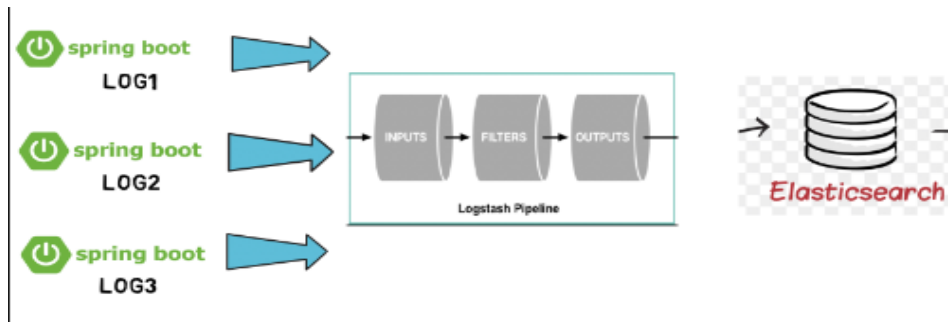 spring boot
LOG1
spring boot
LOG2
spring boot
LOG3
INPUTS
FILTERS
OUTPUTS
Logstash Pipeline
Elasticsearch